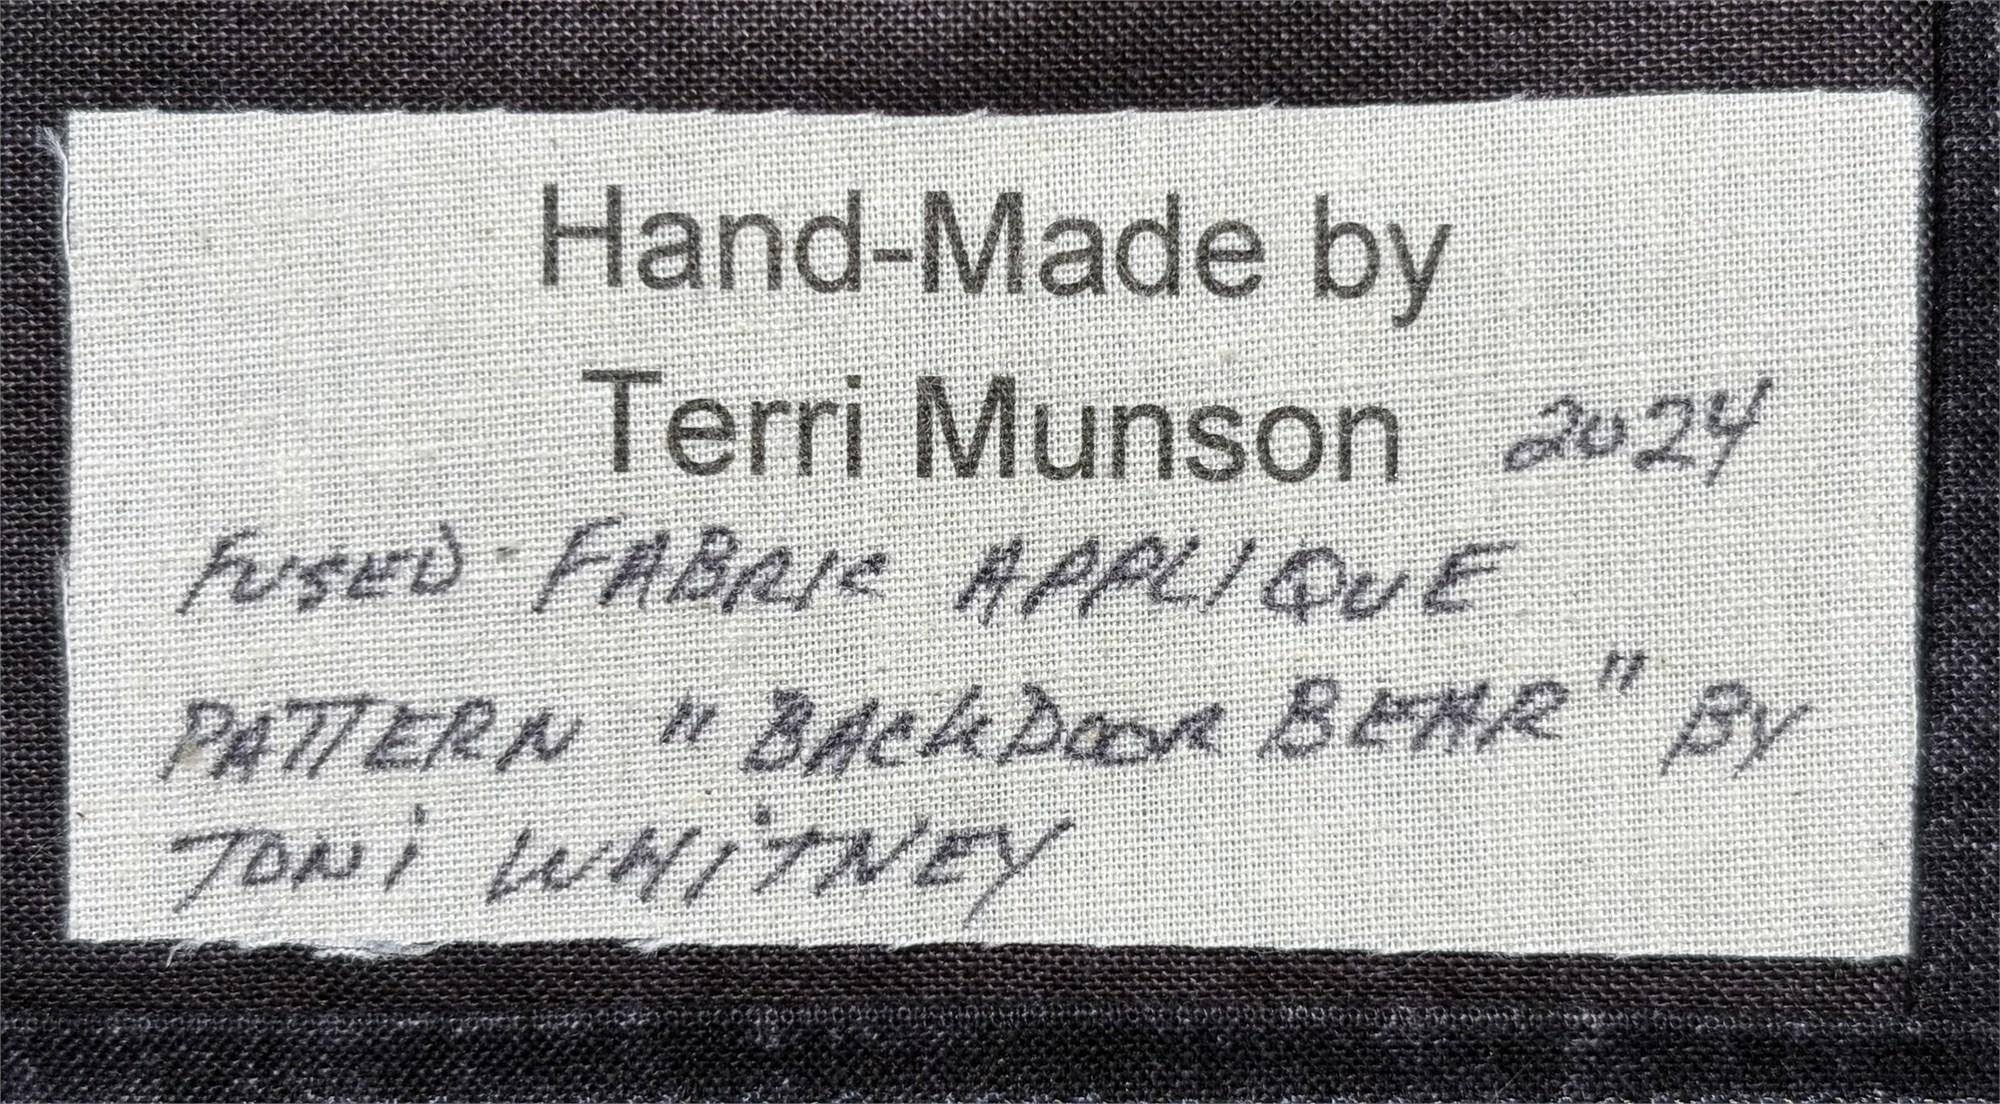 Hand-Made by
Terri Munson 2024
FUSED FABRIC APPLIQUE
PATTERN "BACKDOOR BEAR" BY
TONi WHiTNEY